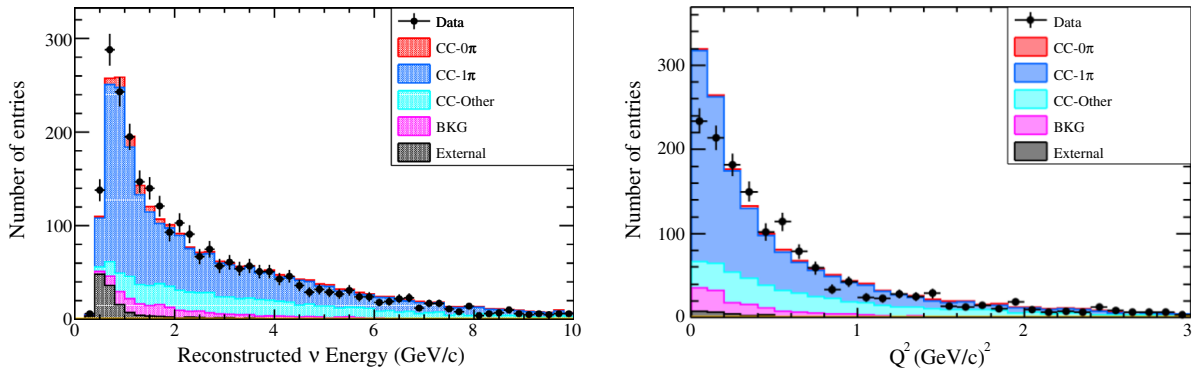 Number of entries
300
200
100
0
0
2
4
6
8
10
Reconstructed ν Energy (GeV/c)
Data
CC-0π
CC-1π
CC-Other
BKG
External
Number of entries
300
200
100
0
0
1
2
3
Q² (GeV/c)²
Data
CC-0π
CC-1π
CC-Other
BKG
External